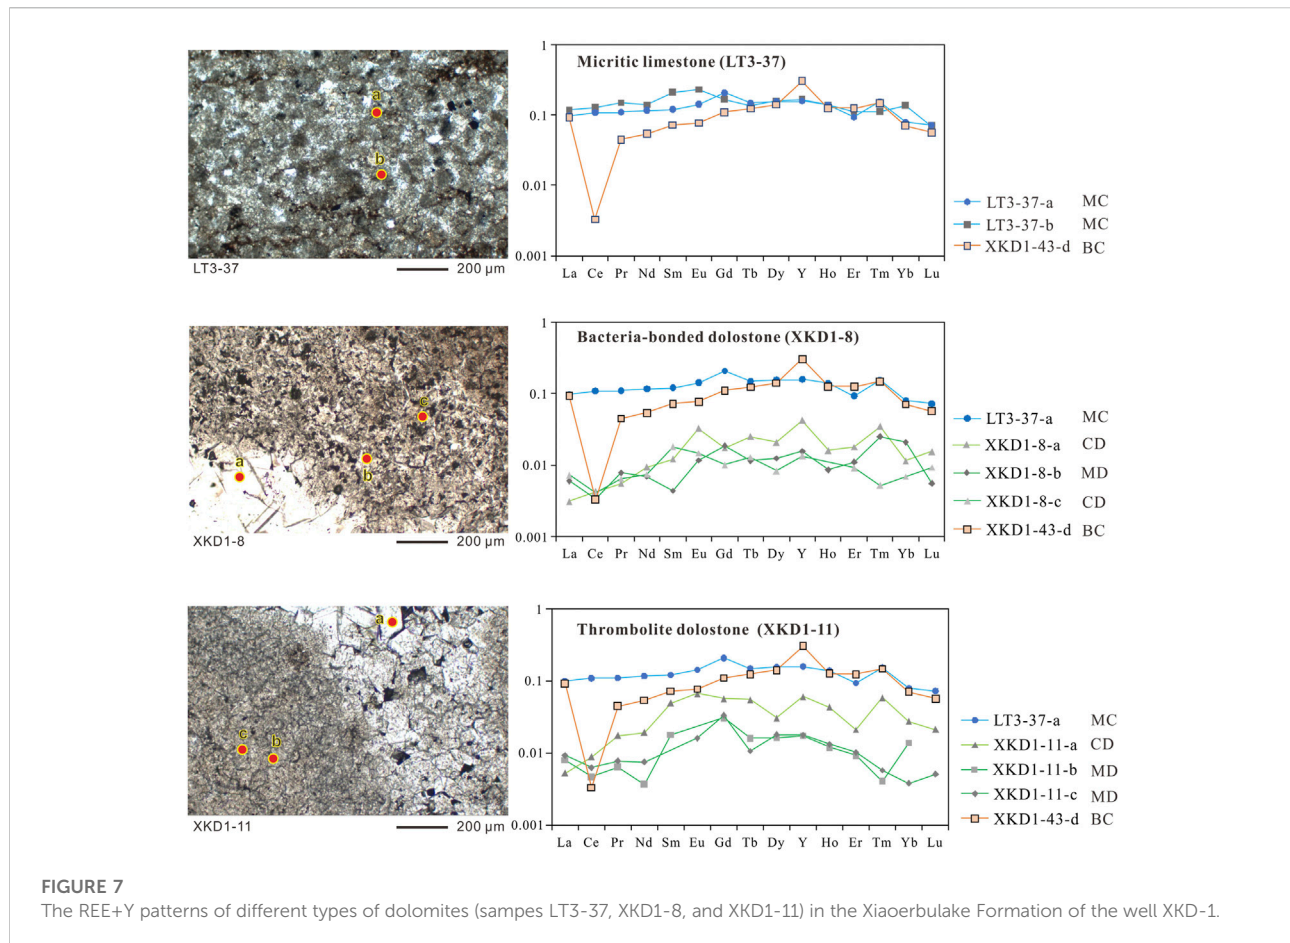 a
b
LT3-37
200 μm
1
0.1
0.01
0.001
Micritic limestone (LT3-37)
La Ce Pr Nd Sm Eu Gd Tb Dy Y Ho Er Tm Yb Lu
LT3-37-a MC
LT3-37-b MC
XKD1-43-d BC
c
b
a
XKD1-8
200 μm
1
0.1
0.01
0.001
Bacteria-bonded dolostone (XKD1-8)
La Ce Pr Nd Sm Eu Gd Tb Dy Y Ho Er Tm Yb Lu
LT3-37-a MC
XKD1-8-a CD
XKD1-8-b MD
XKD1-8-c CD
XKD1-43-d BC
a
c b
XKD1-11
200 μm
1
0.1
0.01
0.001
Thrombolite dolostone (XKD1-11)
La Ce Pr Nd Sm Eu Gd Tb Dy Y Ho Er Tm Yb Lu
LT3-37-a MC
XKD1-11-a CD
XKD1-11-b MD
XKD1-11-c MD
XKD1-43-d BC
FIGURE 7
The REE+Y patterns of different types of dolomites (sampes LT3-37, XKD1-8, and XKD1-11) in the Xiaoerbulake Formation of the well XKD-1.